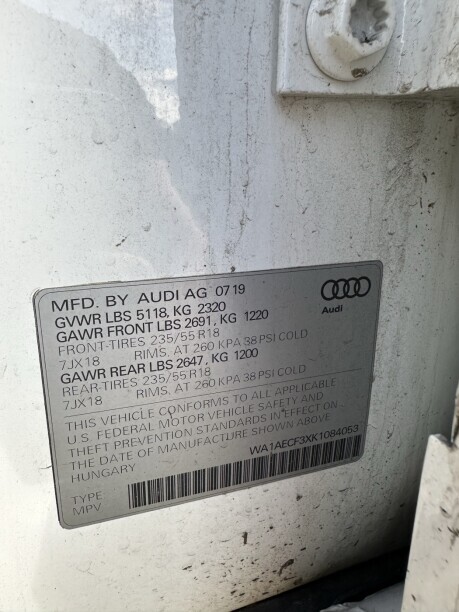 MFD. BY AUDI AG 07 19
GVWR LBS 5118, KG 2320
GAWR FRONT LBS 2691, KG 1220
FRONT-TIRES 235/55 R18
7JX18 RIMS, AT 260 KPA 38 PSI COLD
GAWR REAR LBS 2647, KG 1200
REAR-TIRES 235/55 R18
7JX18 RIMS, AT 260 KPA 38 PSI COLD
THIS VEHICLE CONFORMS TO ALL APPLICABLE
U.S. FEDERAL MOTOR VEHICLE SAFETY AND
THEFT PREVENTION STANDARDS IN EFFECT ON
THE DATE OF MANUFACTURE SHOWN ABOVE.
HUNGARY
WA1AECF3XK1084053
TYPE
MPV
Audi